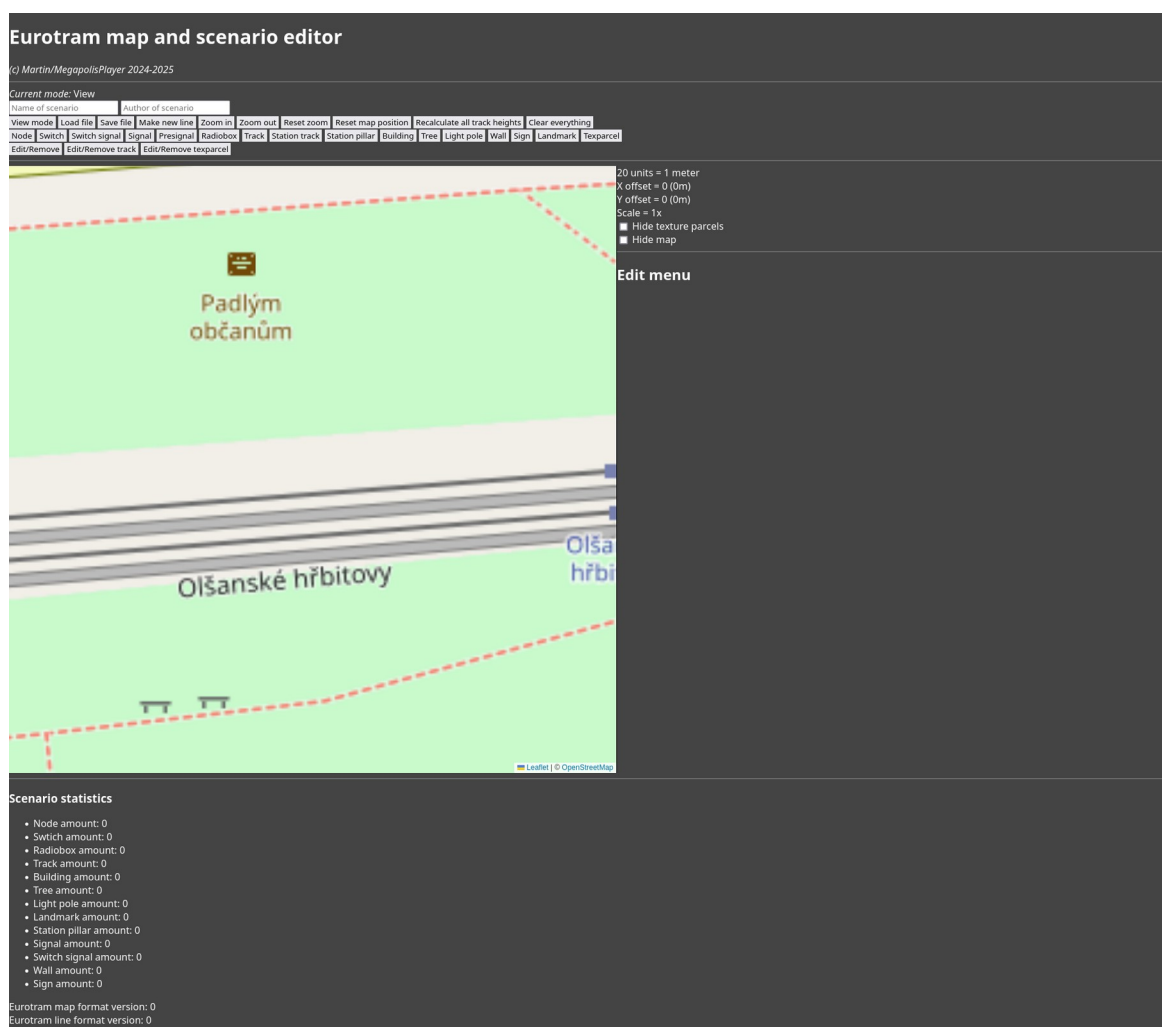 Eurotram map and scenario editor
(c) Martin/MegapolisPlayer 2024-2025
Current mode: View
Name of scenario Author of scenario
View mode Load file Save file Make new line Zoom in Zoom out Reset zoom Reset map position Recalculate all track heights Clear everything
Node Switch Switch signal Signal Presignal Radiobox Track Station track Station pillar Building Tree Light pole Wall Sign Landmark Texparcel
Edit/Remove Edit/Remove track Edit/Remove texparcel
20 units = 1 meter
X offset = 0 (0m)
Y offset = 0 (0m)
Scale = 1x
Hide texture parcels
Hide map
Edit menu
Padlým
občanům
Olša
hřbi
Olšanské hřbitovy
Leaflet | © OpenStreetMap
Scenario statistics
• Node amount: 0
• Swtich amount: 0
• Radiobox amount: 0
• Track amount: 0
• Building amount: 0
• Tree amount: 0
• Light pole amount: 0
• Landmark amount: 0
• Station pillar amount: 0
• Signal amount: 0
• Switch signal amount: 0
• Wall amount: 0
• Sign amount: 0
Eurotram map format version: 0
Eurotram line format version: 0